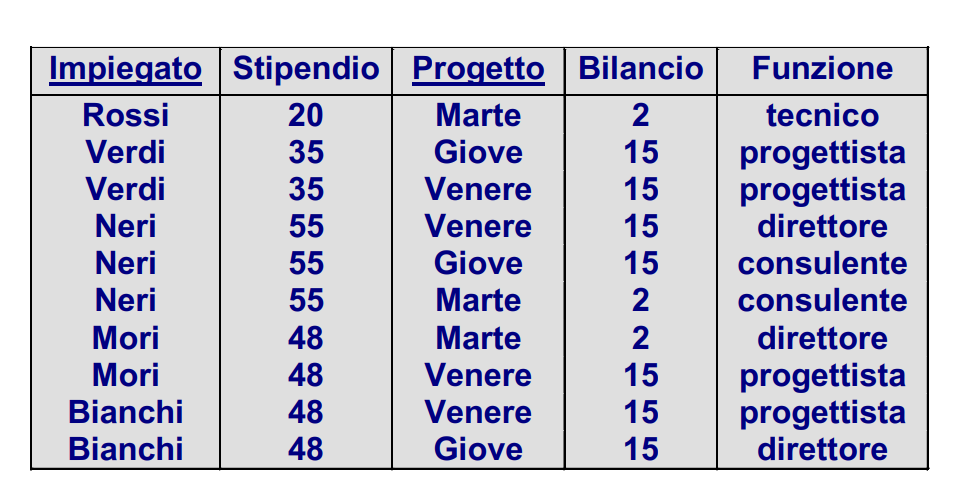 Impiegato Stipendio Progetto Bilancio Funzione
Rossi 20 Marte 2 tecnico
Verdi 35 Giove 15 progettista
Verdi 35 Venere 15 progettista
Neri 55 Venere 15 direttore
Neri 55 Giove 15 consulente
Neri 55 Marte 2 consulente
Mori 48 Marte 2 direttore
Mori 48 Venere 15 progettista
Bianchi 48 Venere 15 progettista
Bianchi 48 Giove 15 direttore